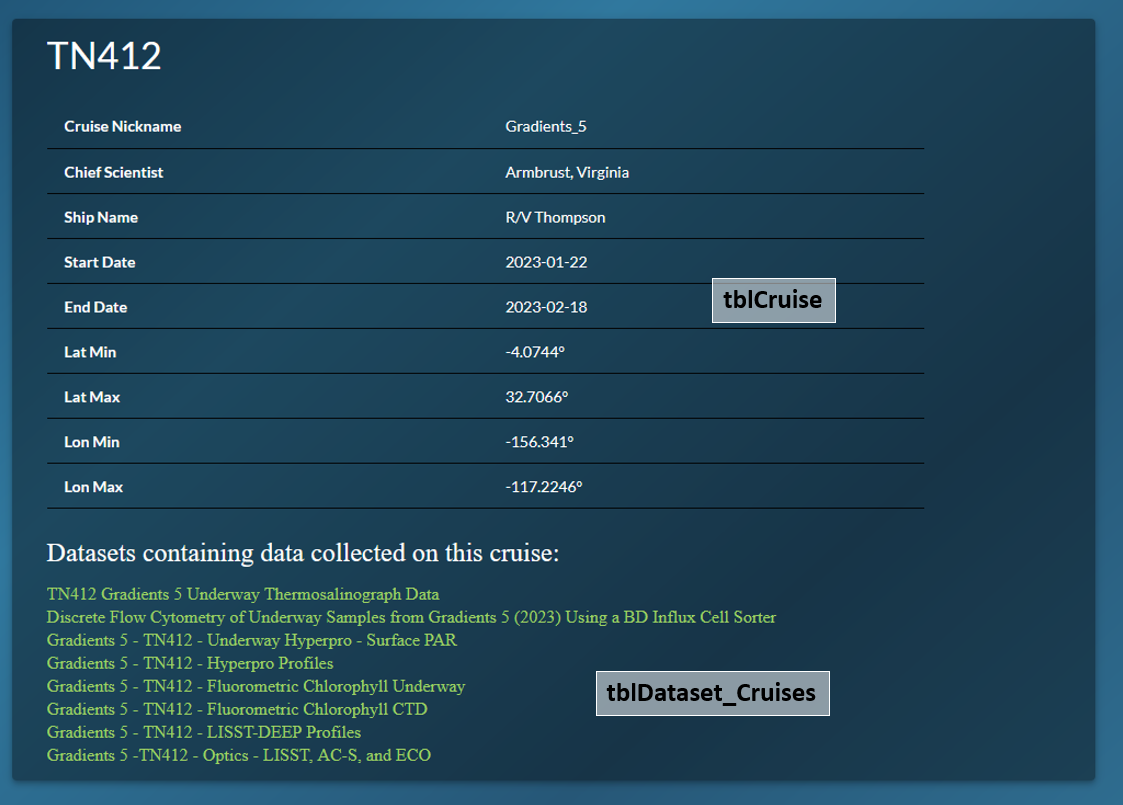 TN412
Cruise Nickname Gradients_5
Chief Scientist Armbrust, Virginia
Ship Name R/V Thompson
Start Date 2023-01-22
End Date 2023-02-18
tblCruise
Lat Min -4.0744°
Lat Max 32.7066°
Lon Min -156.341°
Lon Max -117.2246°
Datasets containing data collected on this cruise:
TN412 Gradients 5 Underway Thermosalinograph Data
Discrete Flow Cytometry of Underway Samples from Gradients 5 (2023) Using a BD Influx Cell Sorter
Gradients 5 - TN412 - Underway Hyperpro - Surface PAR
Gradients 5 - TN412 - Hyperpro Profiles
Gradients 5 - TN412 - Fluorometric Chlorophyll Underway
tblDataset_Cruises
Gradients 5 - TN412 - Fluorometric Chlorophyll CTD
Gradients 5 - TN412 - LISST-DEEP Profiles
Gradients 5 -TN412 - Optics - LISST, AC-S, and ECO